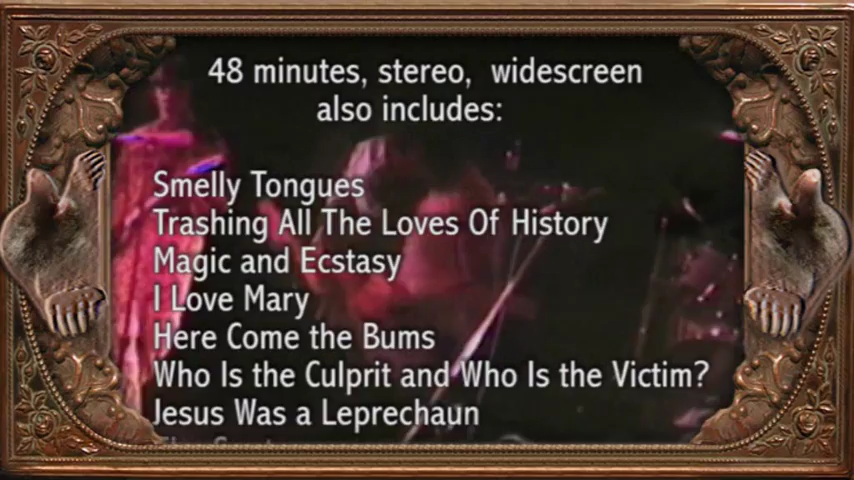 48 minutes, stereo, widescreen
also includes:
Smelly Tongues
Trashing All The Loves Of History
Magic and Ecstasy
I Love Mary
Here Come the Bums
Who Is the Culprit and Who Is the Victim?
Jesus Was a Leprechaun